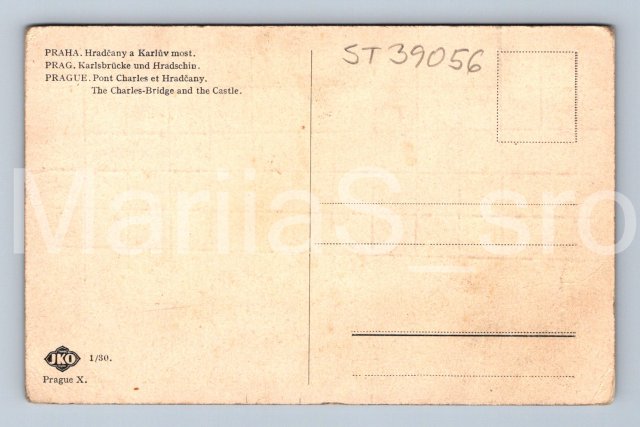 PRAHA. Hradčany a Karlův most.
PRAG. Karlsbrücke und Hradschin.
PRAGUE. Pont Charles et Hradčany.
The Charles-Bridge and the Castle.
ST39056
MariiaS__sro
JKO 1/30.
Prague X.